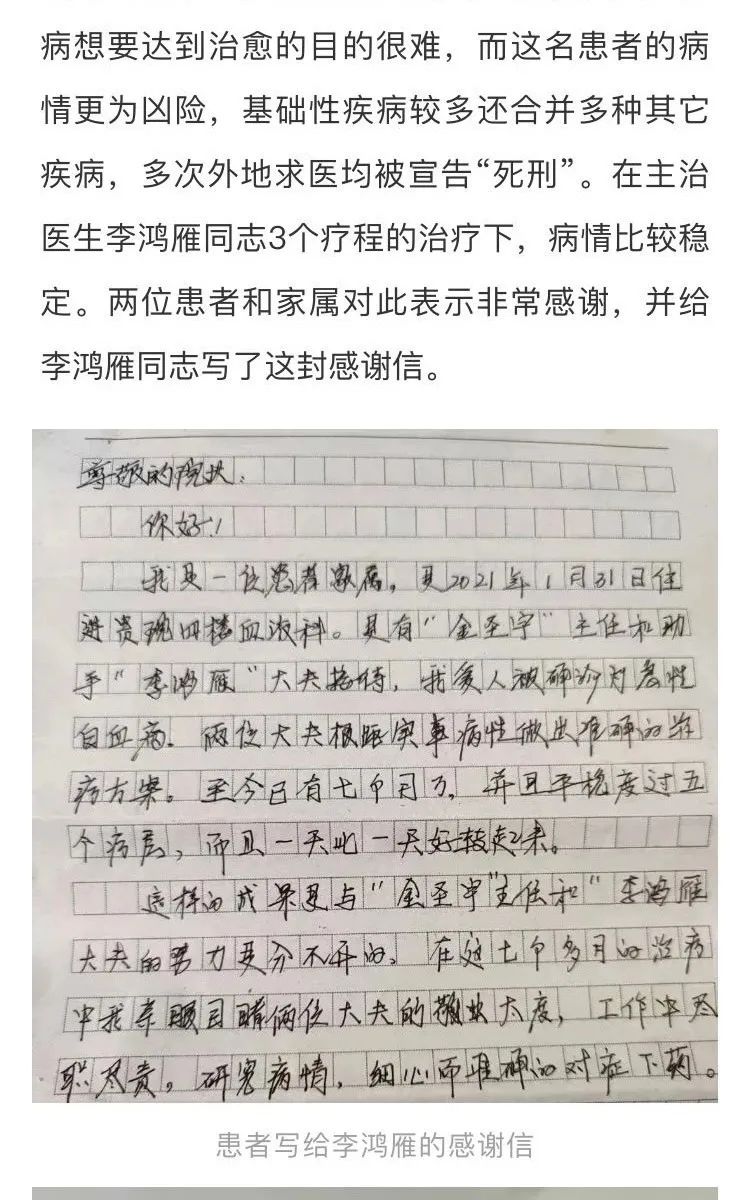 病想要达到治愈的目的很难，而这名患者的病
情更为凶险，基础性疾病较多还合并多种其它
疾病，多次外地求医均被宣告“死刑”。在主治
医生李鸿雁同志3个疗程的治疗下，病情比较稳
定。两位患者和家属对此表示非常感谢，并给
李鸿雁同志写了这封感谢信。
尊敬的院长：
你好！
我是一位患者家属，是2021年1月31日住
进贵院四楼血液科。是有“金圣宇”主任和助
手“李鸿雁”大夫接待，我爱人被确诊为急性
白血病。两位大夫根据实事病性做出准确的治
疗方案。至今已有七个月了，并且平稳度过五
个疗层，而且一天比一天好转起来。
这样的成果是与“金圣宇”主任和“李鸿雁
大夫的努力是分不开的。在这七个多月的治疗
中我亲眼目睹俩位大夫的敬业太度，工作中尽
职尽责，研究病情，细心而准确的对症下药。
患者写给李鸿雁的感谢信